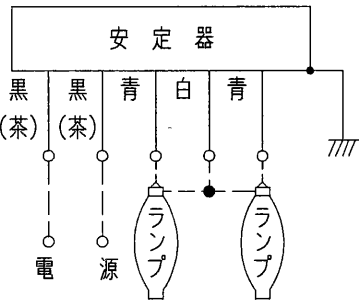 安定器
黒 黒 青 白 青
(茶) (茶)
ランプ ランプ
電源